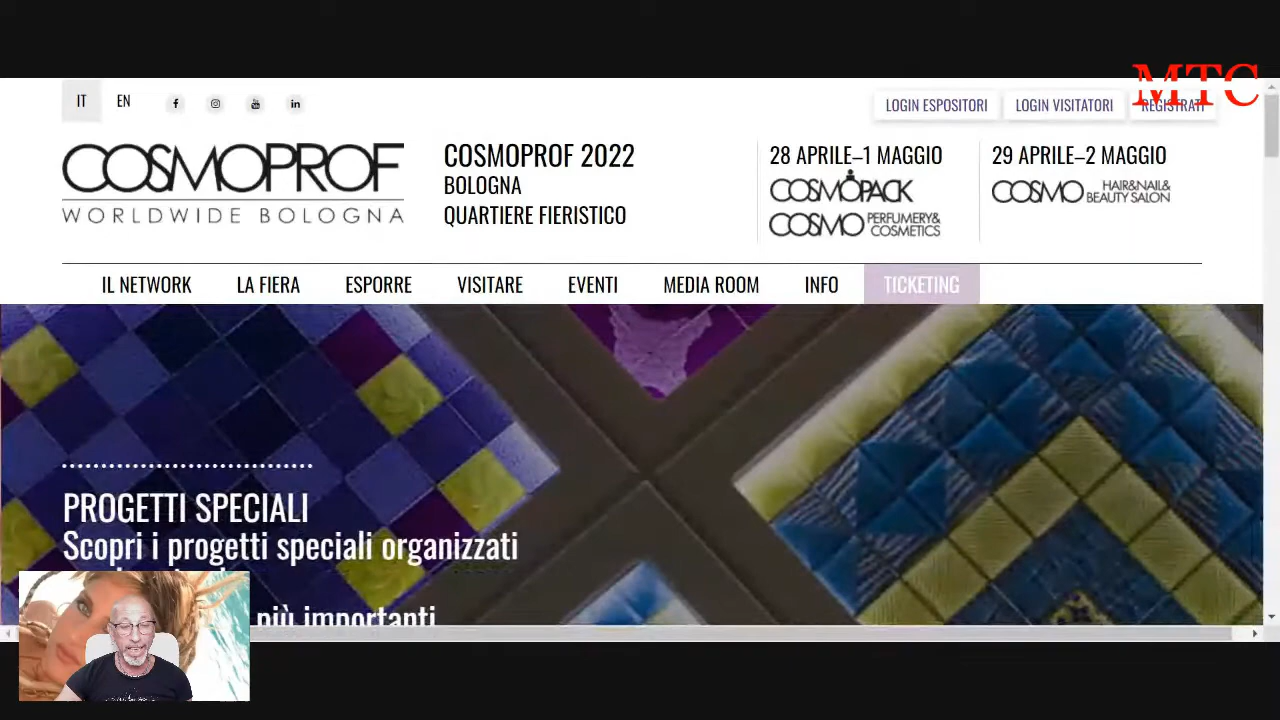 MTC
IT
EN
LOGIN ESPOSITORI
LOGIN VISITATORI
REGISTRATI
COSMOPROF
WORLDWIDE BOLOGNA
COSMOPROF 2022
BOLOGNA
QUARTIERE FIERISTICO
28 APRILE–1 MAGGIO
COSMOPACK
COSMO PERFUMERY&
COSMETICS
29 APRILE–2 MAGGIO
COSMO HAIR&NAIL&
BEAUTY SALON
IL NETWORK
LA FIERA
ESPORRE
VISITARE
EVENTI
MEDIA ROOM
INFO
TICKETING
PROGETTI SPECIALI
Scopri i progetti speciali organizzati
più importanti